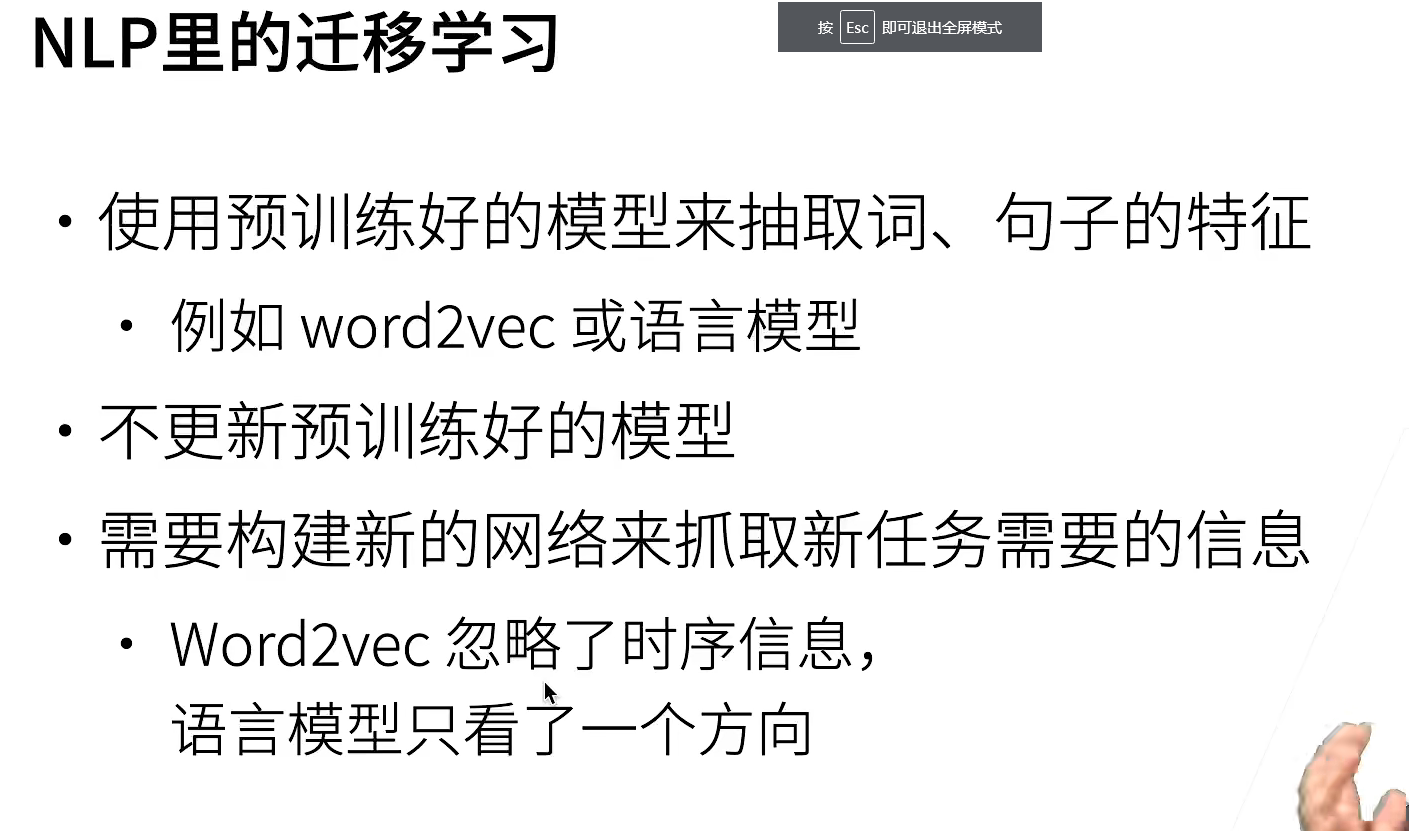 NLP里的迁移学习
按 Esc 即可退出全屏模式
• 使用预训练好的模型来抽取词、句子的特征
• 例如 word2vec 或语言模型
• 不更新预训练好的模型
• 需要构建新的网络来抓取新任务需要的信息
• Word2vec 忽略了时序信息，
语言模型只看了一个方向